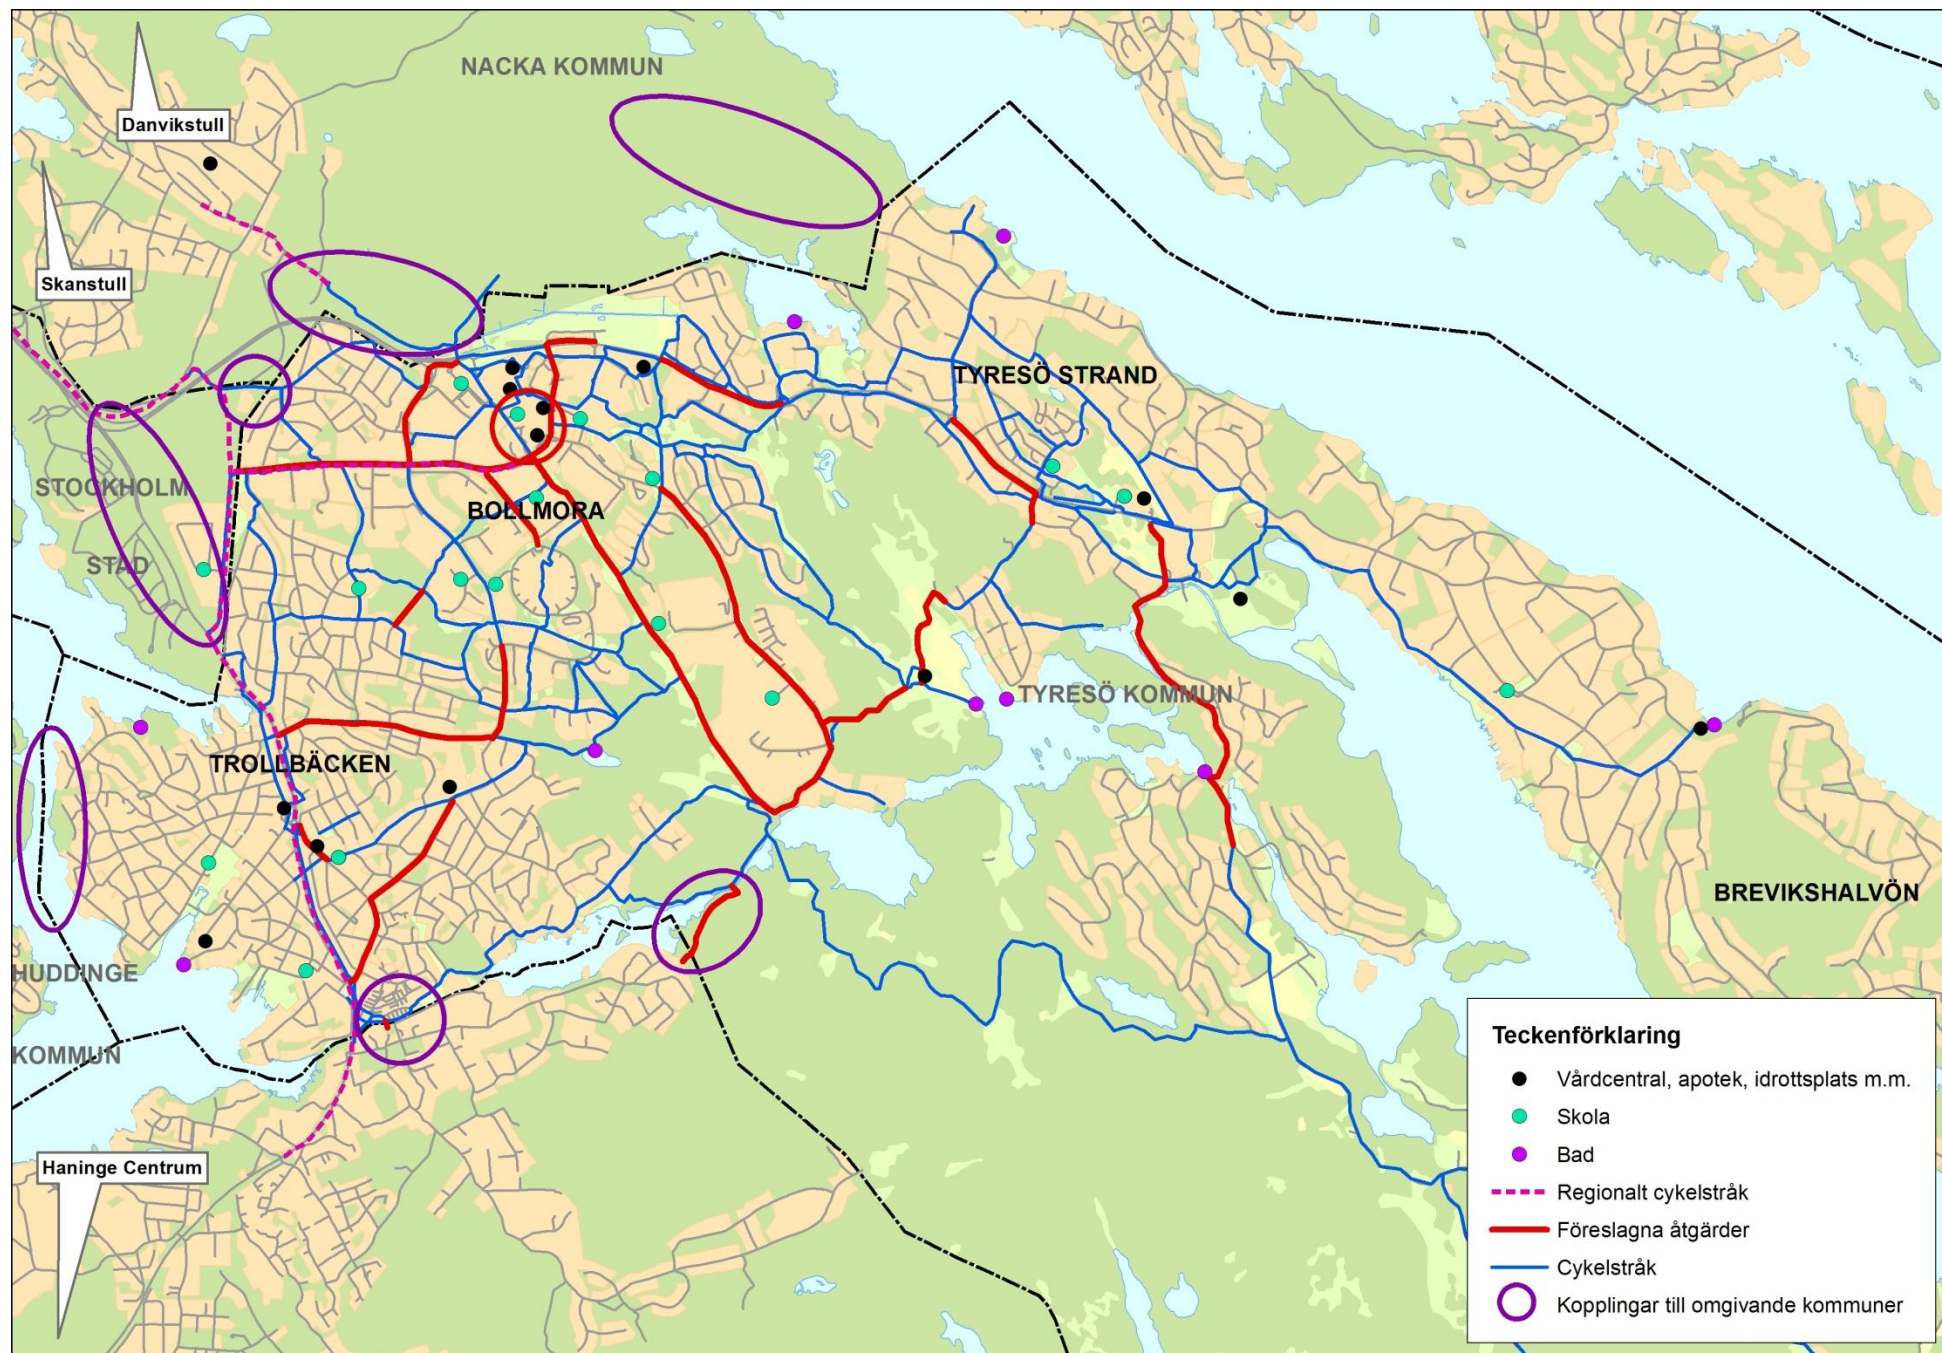 NACKA KOMMUN
Danvikstull
Skanstull
TYRESÖ STRAND
STOCKHOLM
STAD
BOLLMORA
TYRESÖ KOMMUN
TROLLBÄCKEN
BREVIKSHALVÖN
HUDDINGE
KOMMUN
Haninge Centrum
Teckenförklaring
Vårdcentral, apotek, idrottsplats m.m.
Skola
Bad
Regionalt cykelstråk
Föreslagna åtgärder
Cykelstråk
Kopplingar till omgivande kommuner